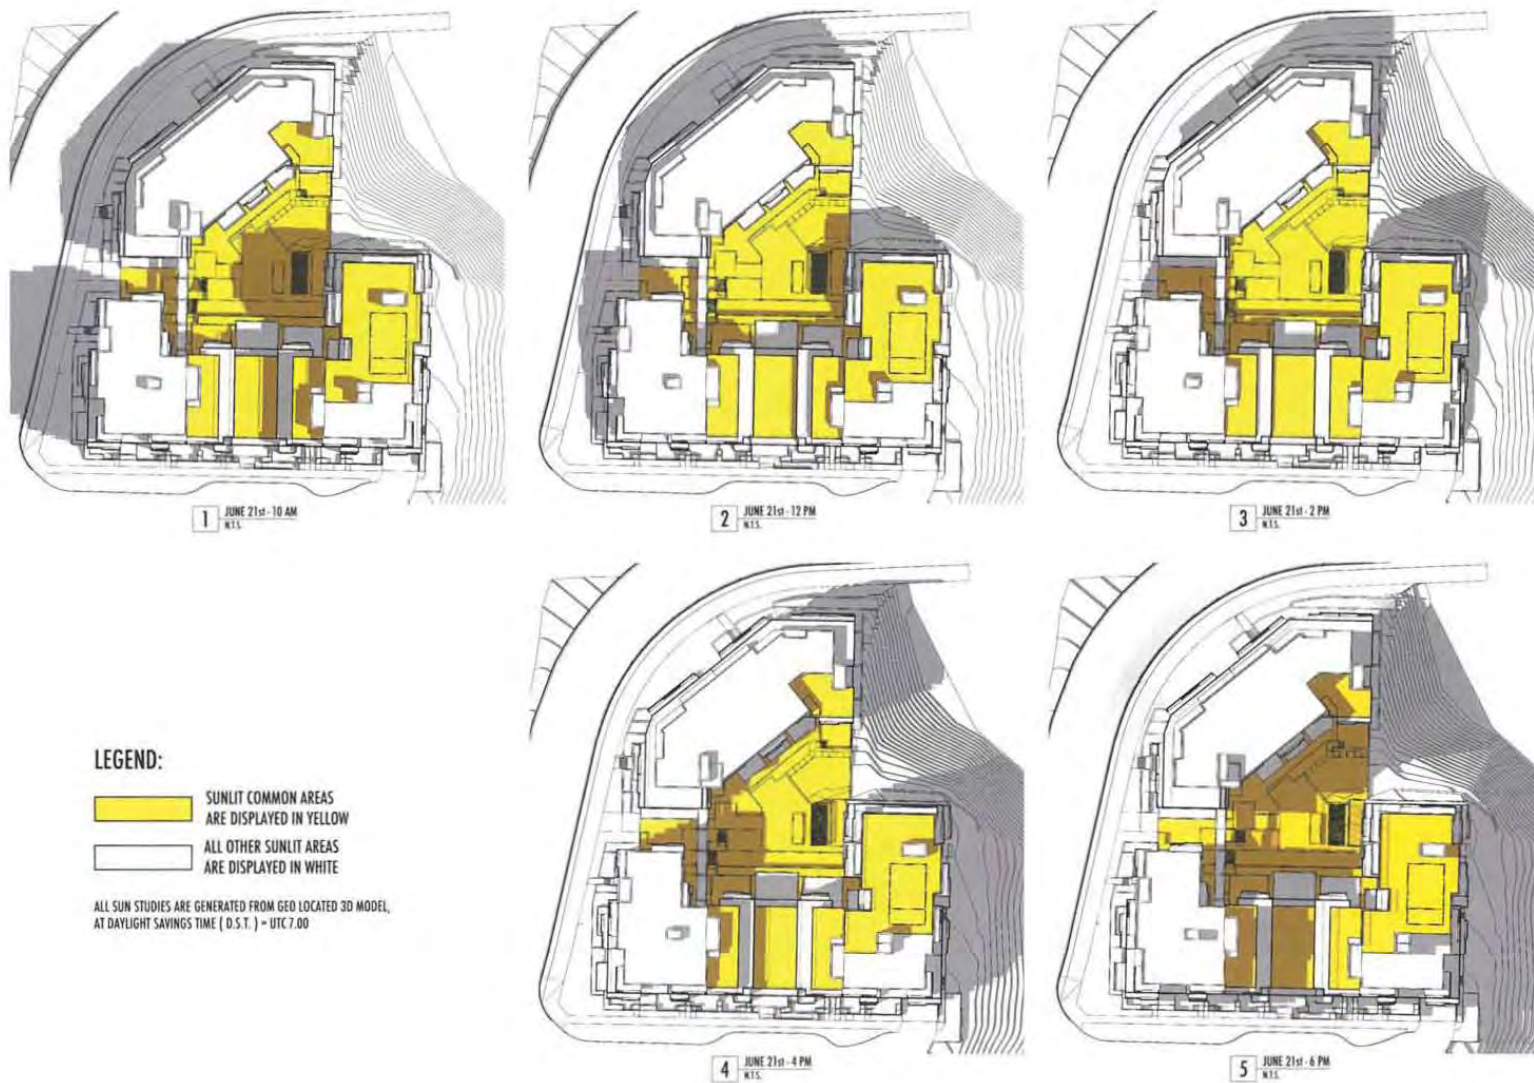 1 JUNE 21st - 10 AM
N.T.S.
2 JUNE 21st - 12 PM
N.T.S.
3 JUNE 21st - 2 PM
N.T.S.
LEGEND:
SUNLIT COMMON AREAS
ARE DISPLAYED IN YELLOW
ALL OTHER SUNLIT AREAS
ARE DISPLAYED IN WHITE
ALL SUN STUDIES ARE GENERATED FROM GEO LOCATED 3D MODEL,
AT DAYLIGHT SAVINGS TIME ( D.S.T. ) = UTC 7.00
4 JUNE 21st - 4 PM
N.T.S.
5 JUNE 21st - 6 PM
N.T.S.